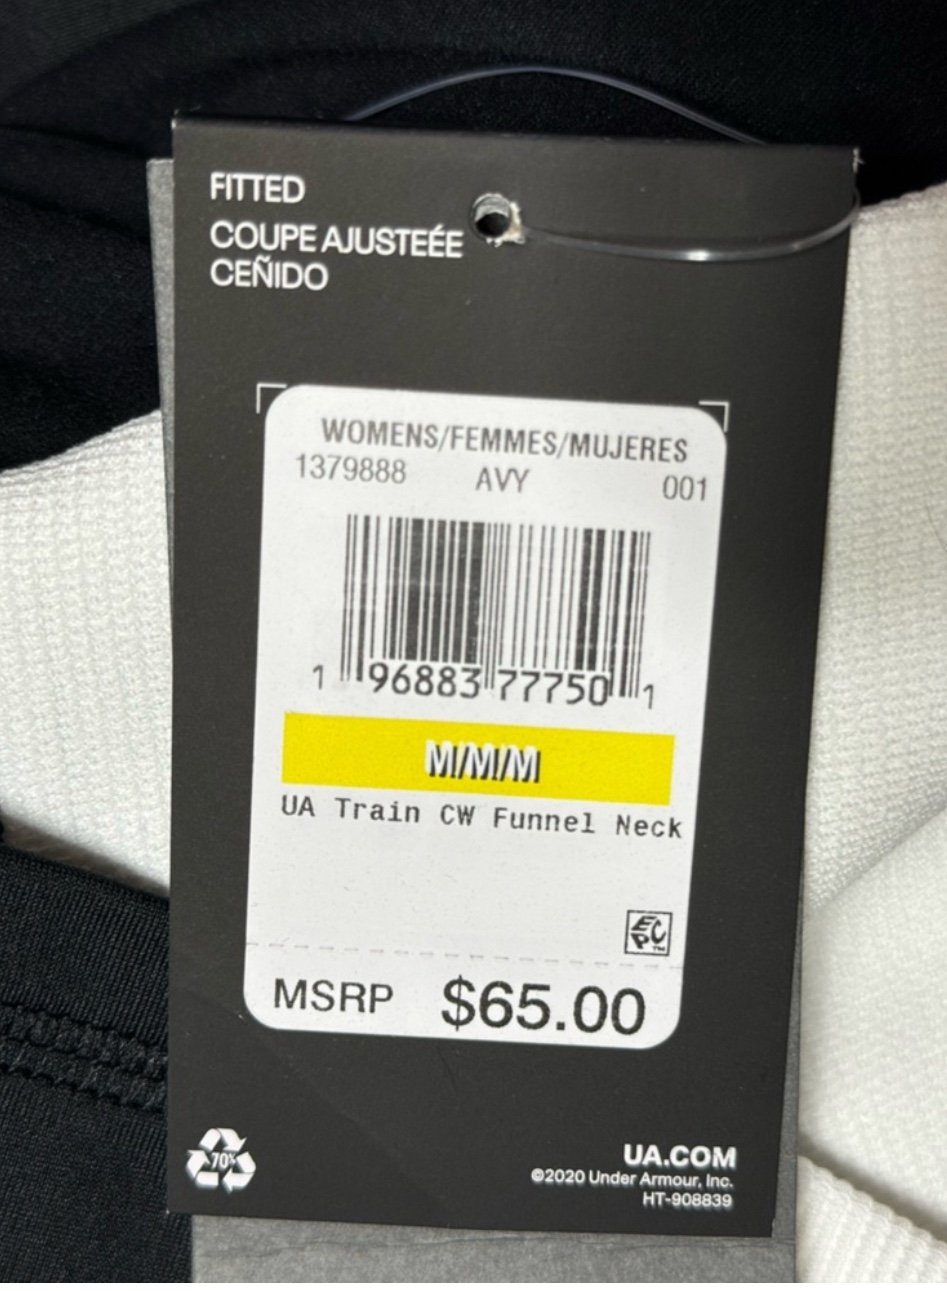 FITTED
COUPE AJUSTEÉE
CEÑIDO
WOMENS/FEMMES/MUJERES
1379888 AVY 001
1 96883 77750 1
M/M/M
UA Train CW Funnel Neck
EPC
MSRP $65.00
70%
UA.COM
©2020 Under Armour, Inc.
HT-908839